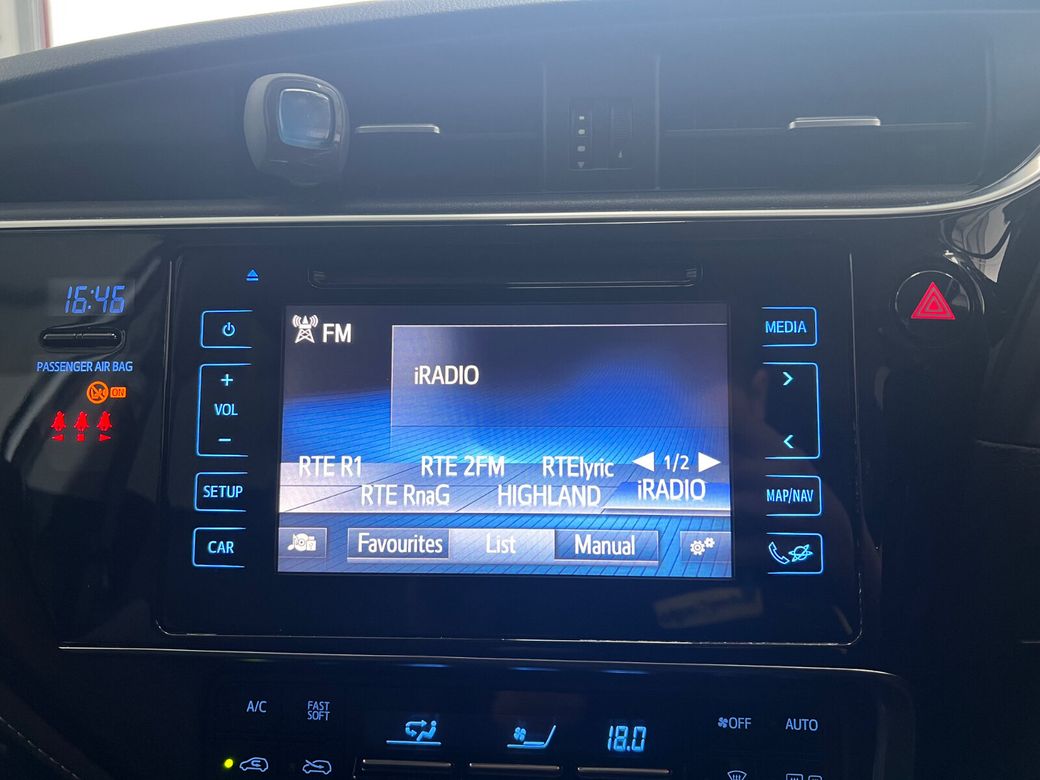 16:46
PASSENGER AIR BAG
ON
VOL
SETUP
CAR
FM
iRADIO
RTE R1 RTE 2FM RTElyric 1/2
RTE RnaG HIGHLAND iRADIO
Favourites List Manual
MEDIA
MAP/NAV
A/C
FAST
SOFT
18.0
OFF
AUTO